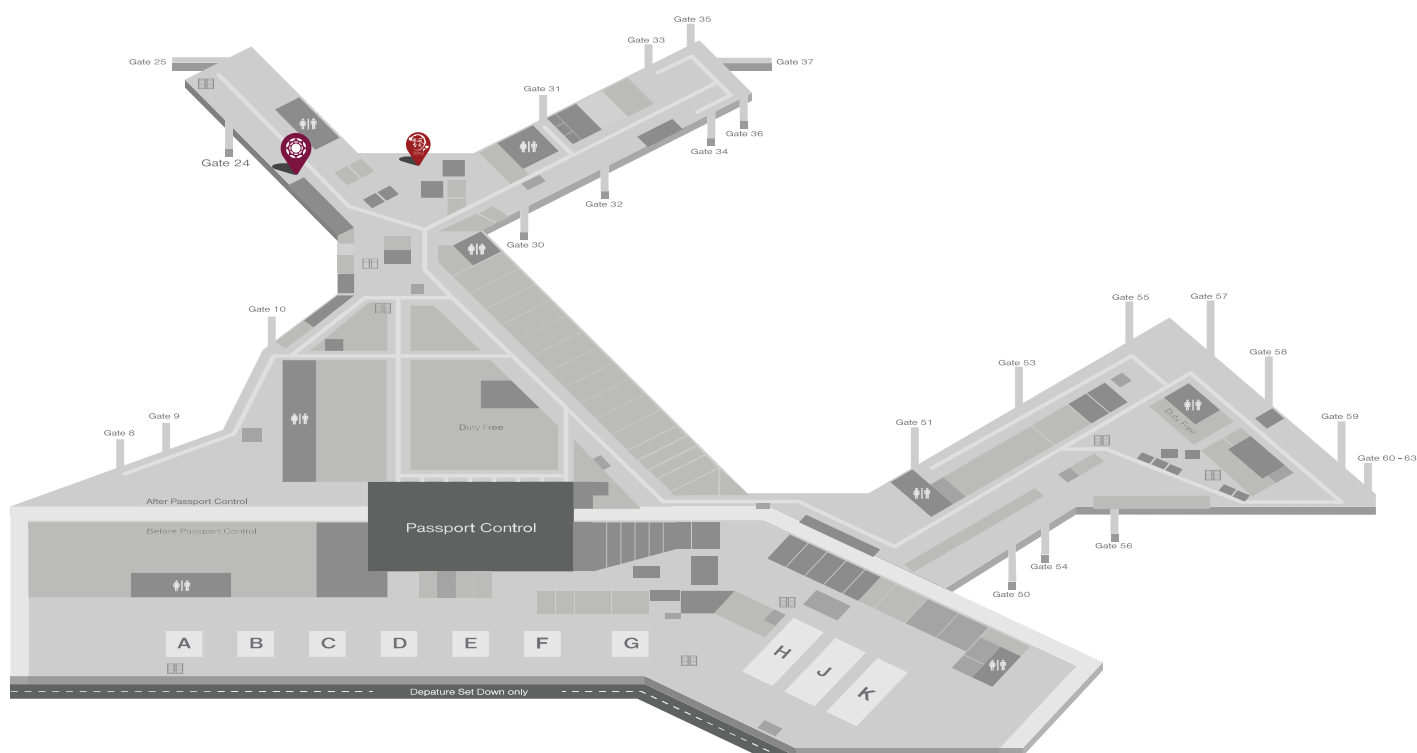 Gate 35
Gate 33
Gate 25
Gate 37
Gate 31
Gate 36
Gate 34
Gate 24
Gate 32
Gate 30
Gate 55
Gate 57
Gate 10
Gate 58
Gate 53
Gate 9
Gate 59
Gate 51
Duty Free
Duty Free
Gate 8
Gate 60 - 63
After Passport Control
Passport Control
Before Passport Control
Gate 56
Gate 54
Gate 50
A
B
C
D
E
F
G
H
J
K
Depature Set Down only